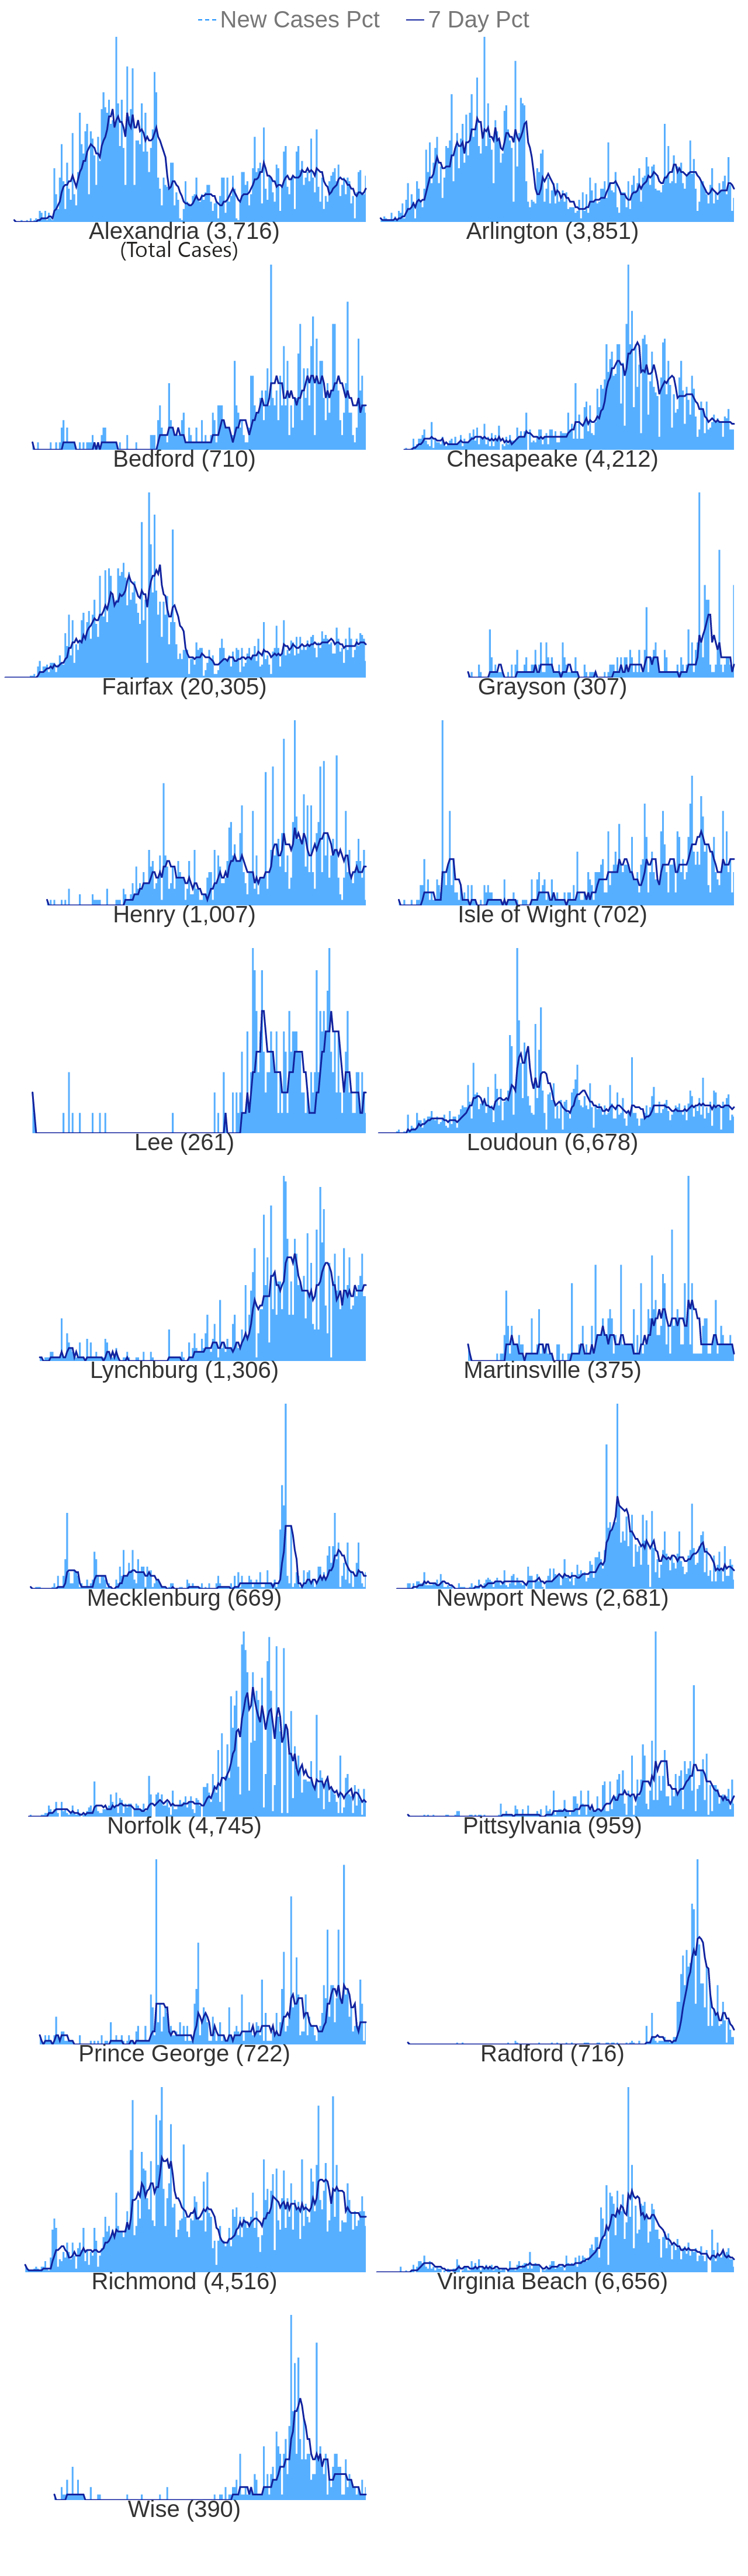 New Cases Pct 7 Day Pct
Alexandria (3,716) Arlington (3,851)
(Total Cases)
Bedford (710) Chesapeake (4,212)
Fairfax (20,305) Grayson (307)
Henry (1,007) Isle of Wight (702)
Lee (261) Loudoun (6,678)
Lynchburg (1,306) Martinsville (375)
Mecklenburg (669) Newport News (2,681)
Norfolk (4,745) Pittsylvania (959)
Prince George (722) Radford (716)
Richmond (4,516) Virginia Beach (6,656)
Wise (390)